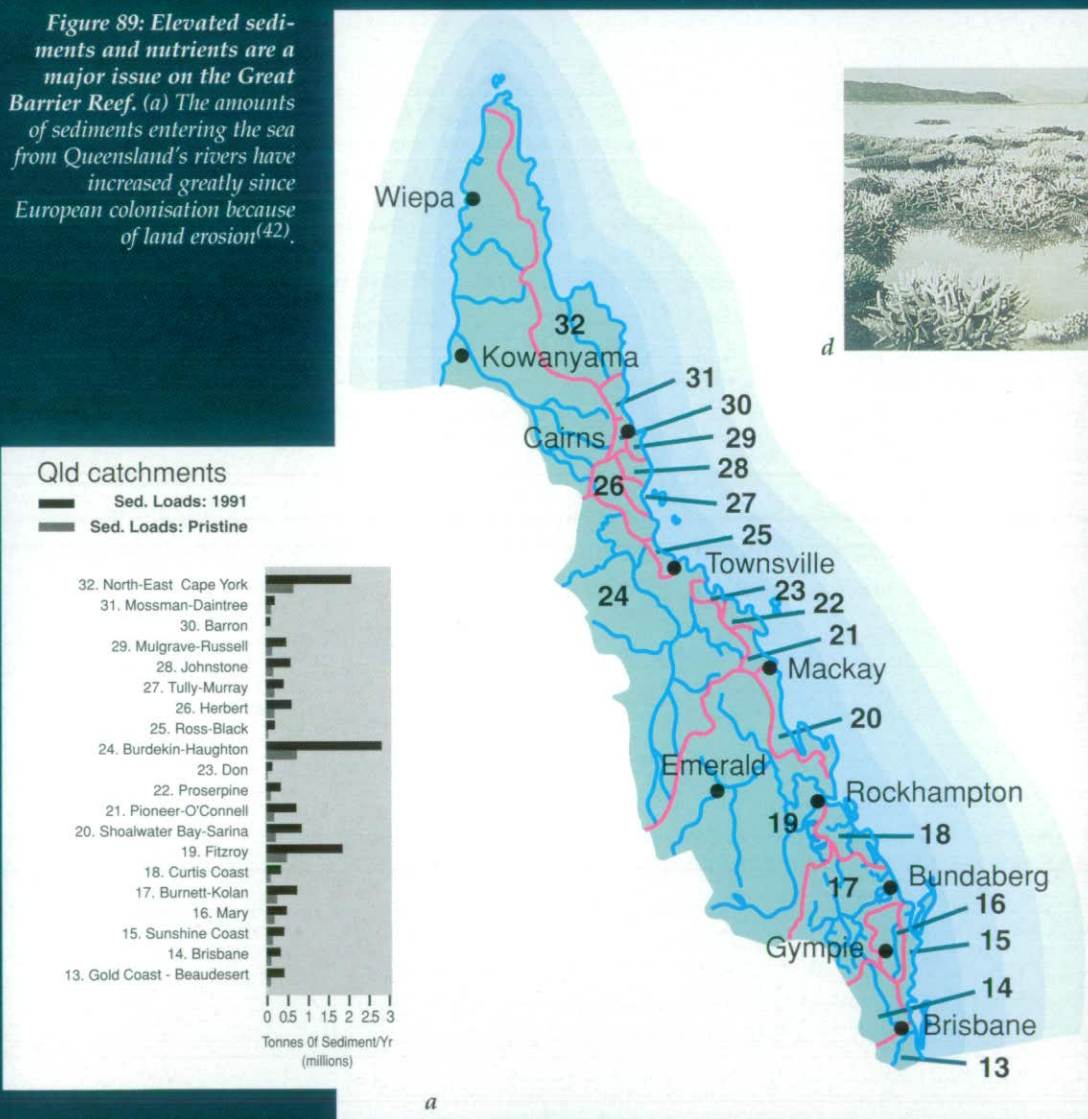 Figure 89: Elevated sedi-
ments and nutrients are a
major issue on the Great
Barrier Reef. (a) The amounts
of sediments entering the sea
from Queensland's rivers have
increased greatly since
European colonisation because
of land erosion(42).
Wiepa
32
Kowanyama
31
30
Cairns
29
28
26
27
25
Townsville
24
23
22
21
Mackay
20
Emerald
Rockhampton
19
18
17
Bundaberg
16
Gympie
15
14
Brisbane
13
d
Qld catchments
Sed. Loads: 1991
Sed. Loads: Pristine
32. North-East Cape York
31. Mossman-Daintree
30. Barron
29. Mulgrave-Russell
28. Johnstone
27. Tully-Murray
26. Herbert
25. Ross-Black
24. Burdekin-Haughton
23. Don
22. Proserpine
21. Pioneer-O'Connell
20. Shoalwater Bay-Sarina
19. Fitzroy
18. Curtis Coast
17. Burnett-Kolan
16. Mary
15. Sunshine Coast
14. Brisbane
13. Gold Coast - Beaudesert
0 0.5 1 1.5 2 2.5 3
Tonnes 0f Sediment/Yr
(millions)
a